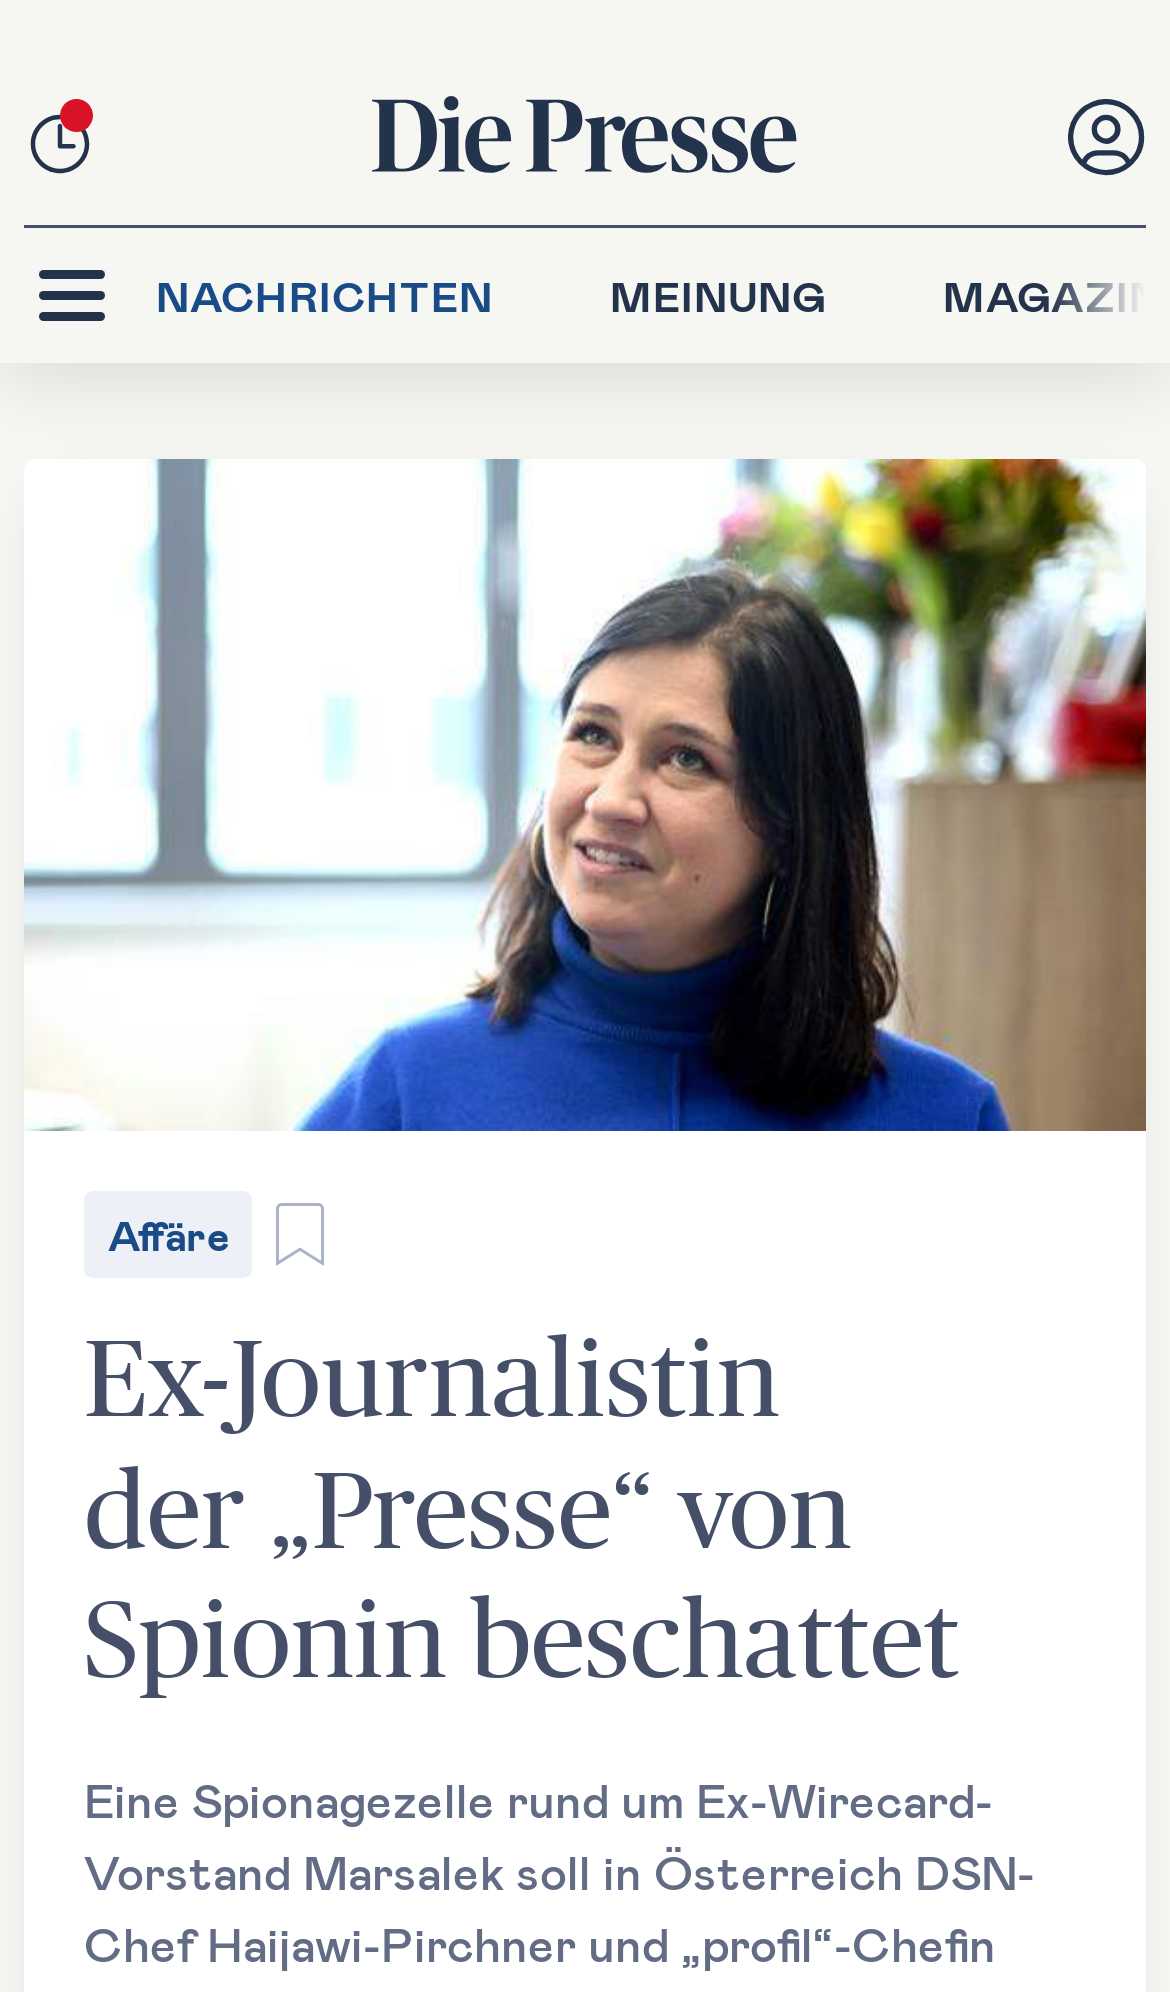 Die Presse
NACHRICHTEN MEINUNG MAGAZIN
Affäre
Ex-Journalistin
der „Presse“ von
Spionin beschattet
Eine Spionagezelle rund um Ex-Wirecard-
Vorstand Marsalek soll in Österreich DSN-
Chef Haijawi-Pirchner und „profil“-Chefin